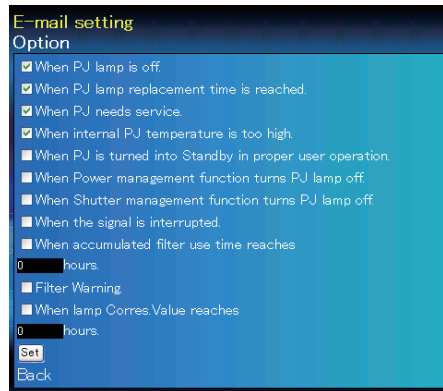 E-mail setting
Option
When PJ lamp is off.
When PJ lamp replacement time is reached.
When PJ needs service.
When internal PJ temperature is too high.
When PJ is turned into Standby in proper user operation.
When Power management function turns PJ lamp off.
When Shutter management function turns PJ lamp off.
When the signal is interrupted.
When accumulated filter use time reaches
0 hours.
Filter Warning.
When lamp Corres.Value reaches
0 hours.
Set
Back